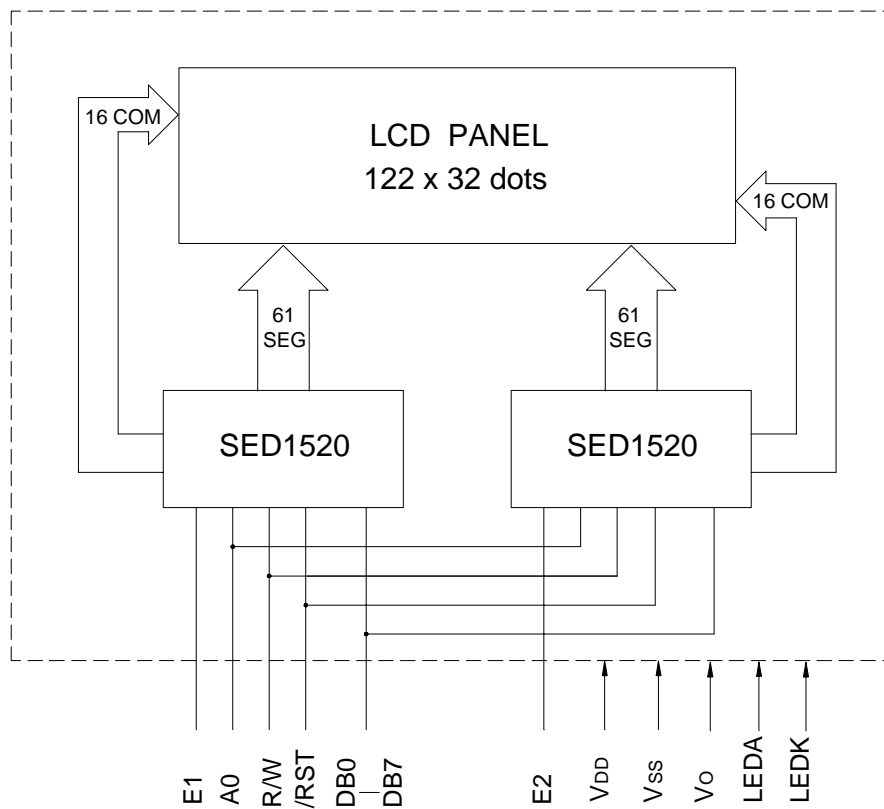 16 COM
LCD PANEL
122 x 32 dots
16 COM
61
SEG
61
SEG
SED1520
SED1520
E1
A0
R/W
/RST
DB0
DB7
E2
VDD
VSS
VO
LEDA
LEDK